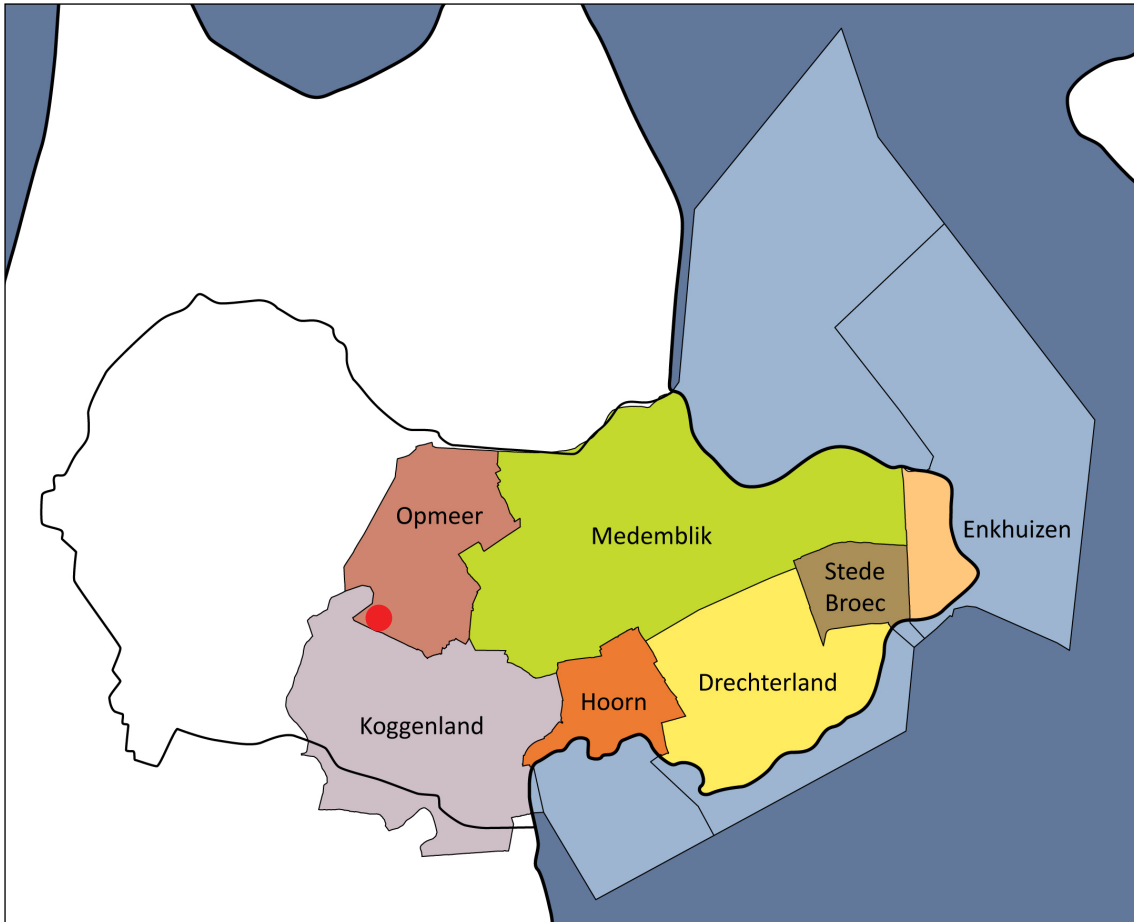 Opmeer
Medemblik
Enkhuizen
Stede
Broec
Drechterland
Hoorn
Koggenland